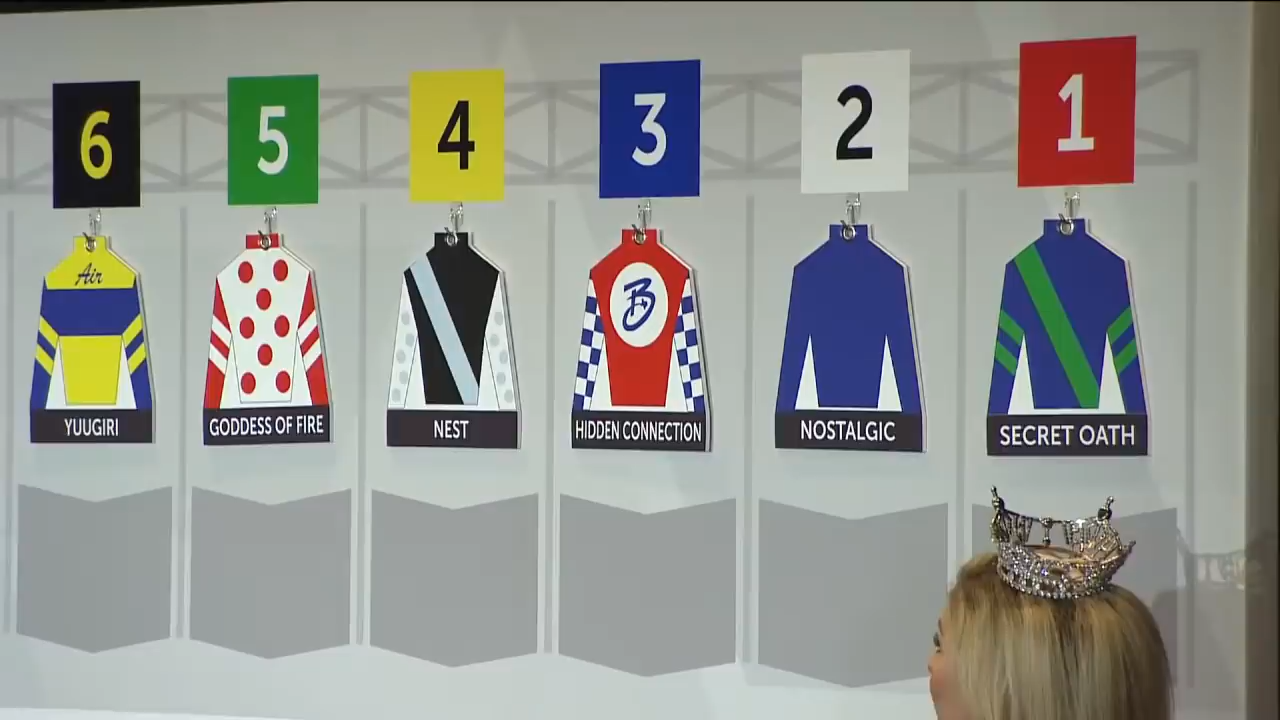 6
5
4
3
2
1
Air
B
YUUGIRI
GODDESS OF FIRE
NEST
HIDDEN CONNECTION
NOSTALGIC
SECRET OATH